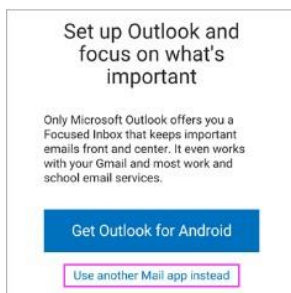 Set up Outlook and
focus on what's
important
Only Microsoft Outlook offers you a
Focused Inbox that keeps important
emails front and center. It even works
with your Gmail and most work and
school email services.
Get Outlook for Android
Use another Mail app instead